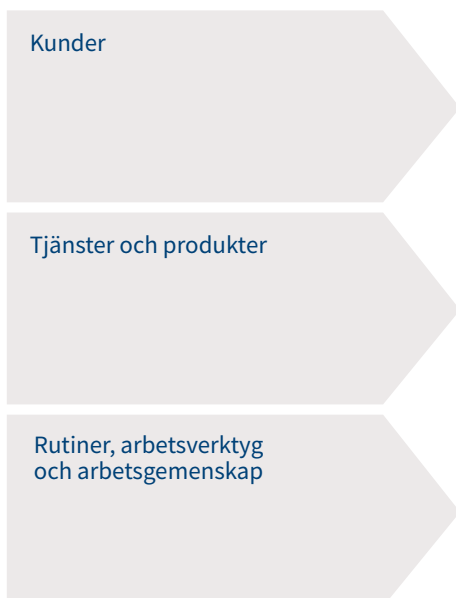 Kunder
Tjänster och produkter
Rutiner, arbetsverktyg
och arbetsgemenskap